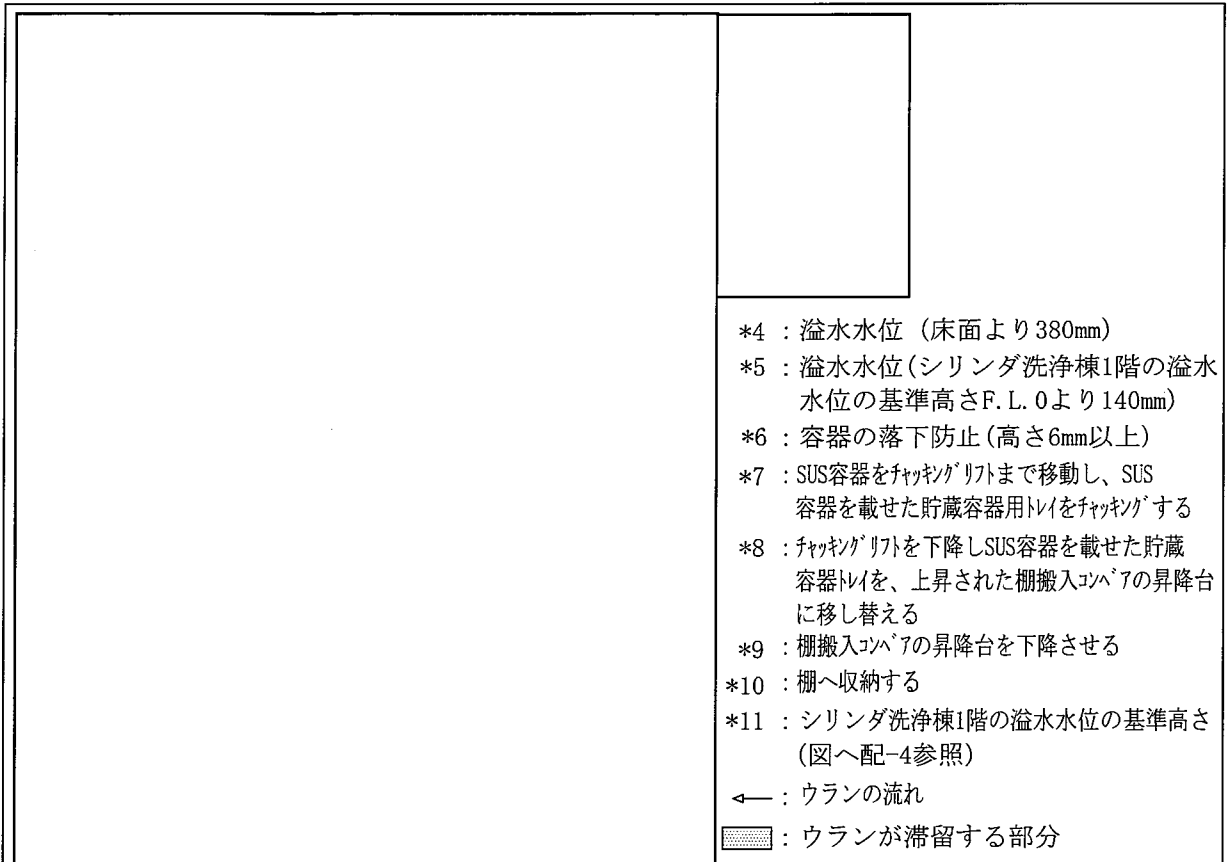 *4 : 溢水水位 (床面より380mm)
*5 : 溢水水位(シリンダ洗浄棟1階の溢水
水位の基準高さF.L.0より140mm)
*6 : 容器の落下防止(高さ6mm以上)
*7 : SUS容器をﾁｬｯｷﾝｸﾞﾘﾌﾄまで移動し、SUS
容器を載せた貯蔵容器用ﾄﾚｲをﾁｬｯｷﾝｸﾞする
*8 : ﾁｬｯｷﾝｸﾞﾘﾌﾄを下降しSUS容器を載せた貯蔵
容器ﾄﾚｲを、上昇された棚搬入ｺﾝﾍﾞｱの昇降台
に移し替える
*9 : 棚搬入ｺﾝﾍﾞｱの昇降台を下降させる
*10 : 棚へ収納する
*11 : シリンダ洗浄棟1階の溢水水位の基準高さ
(図へ配-4参照)
: ウランの流れ
: ウランが滞留する部分